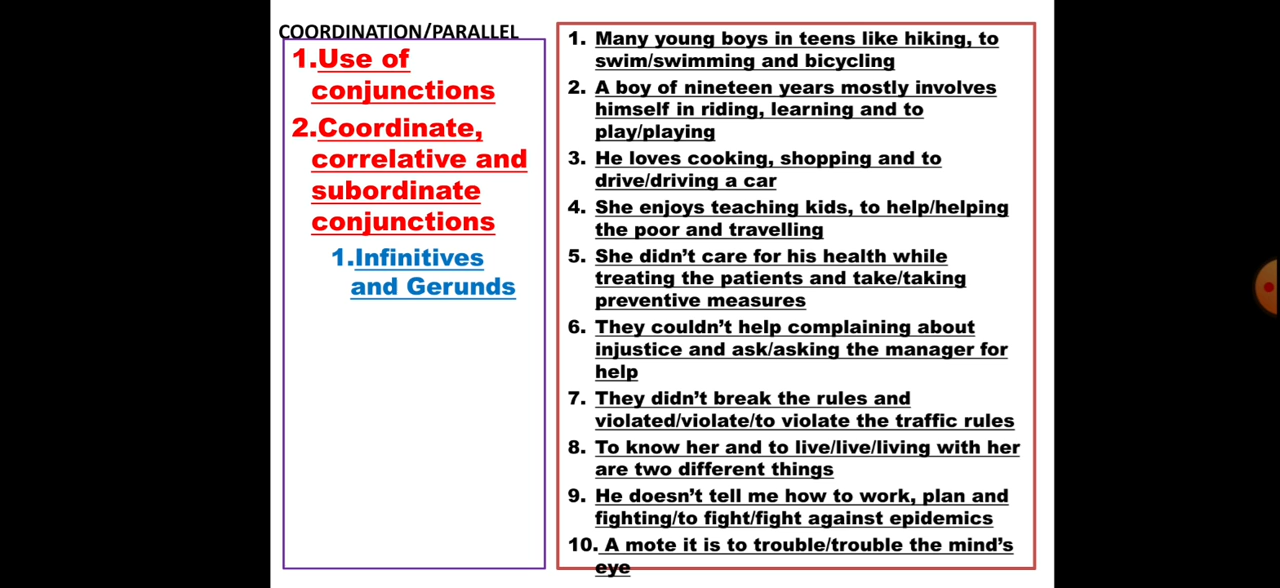 COORDINATION/PARALLEL
1.Use of
conjunctions
2.Coordinate,
correlative and
subordinate
conjunctions
1.Infinitives
and Gerunds
1. Many young boys in teens like hiking, to
swim/swimming and bicycling
2. A boy of nineteen years mostly involves
himself in riding, learning and to
play/playing
3. He loves cooking, shopping and to
drive/driving a car
4. She enjoys teaching kids, to help/helping
the poor and travelling
5. She didn’t care for his health while
treating the patients and take/taking
preventive measures
6. They couldn’t help complaining about
injustice and ask/asking the manager for
help
7. They didn’t break the rules and
violated/violate/to violate the traffic rules
8. To know her and to live/live/living with her
are two different things
9. He doesn’t tell me how to work, plan and
fighting/to fight/fight against epidemics
10. A mote it is to trouble/trouble the mind’s
eye